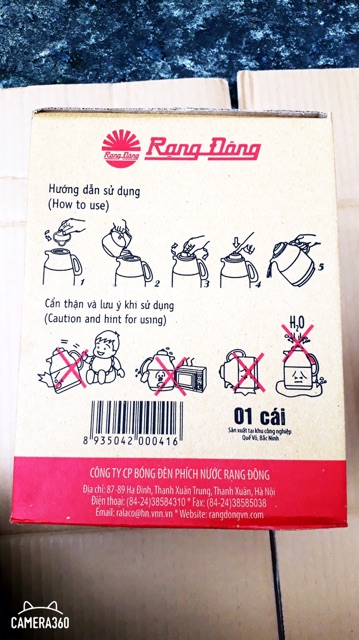 Rạng Đông
Rạng Đông
Hướng dẫn sử dụng
(How to use)
1 2 3 4 5
Cẩn thận và lưu ý khi sử dụng
(Caution and hint for using)
H₂O
8 935042 000416
01 cái
Sản xuất tại khu công nghiệp
Quế Võ, Bắc Ninh
CÔNG TY CP BÓNG ĐÈN PHÍCH NƯỚC RẠNG ĐÔNG
Địa chỉ: 87-89 Hạ Đình, Thanh Xuân Trung, Thanh Xuân, Hà Nội
Điện thoại: (84-24)38584310 * Fax: (84-24)38585038
Email: ralaco@hn.vnn.vn * Website: rangdongvn.com
CAMERA360